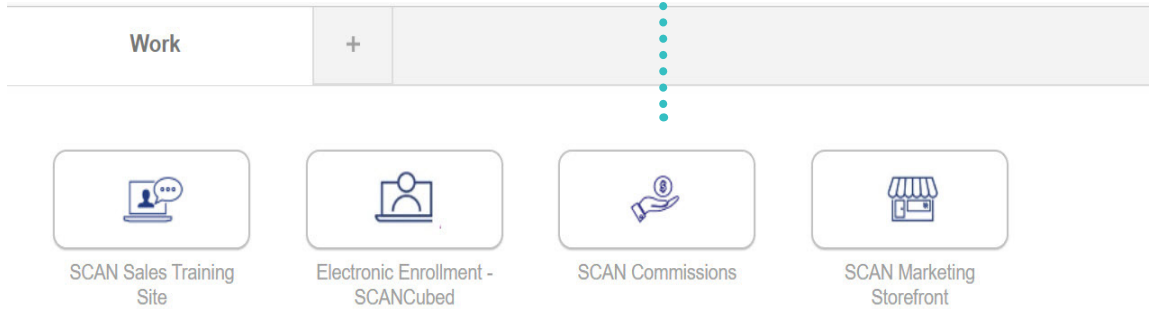 Work
+
SCAN Sales Training
Site
Electronic Enrollment -
SCANCubed
SCAN Commissions
SCAN Marketing
Storefront